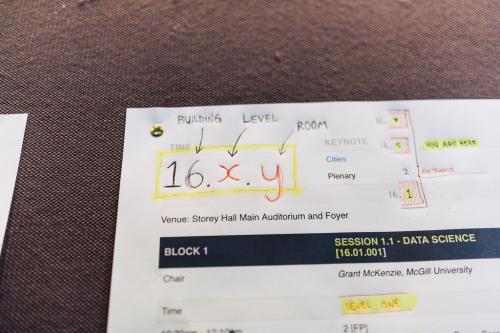 BUILDING LEVEL ROOM
TIME KEYNOTE
16.x.y
Cities
Plenary
16.
16. 5 YOU ARE HERE
2 ENTRANCE
16. 1
Venue: Storey Hall Main Auditorium and Foyer
BLOCK 1 SESSION 1.1 - DATA SCIENCE
[16.01.001]
Chair Grant McKenzie, McGill University
Time LEVEL ONE
2 [FP]